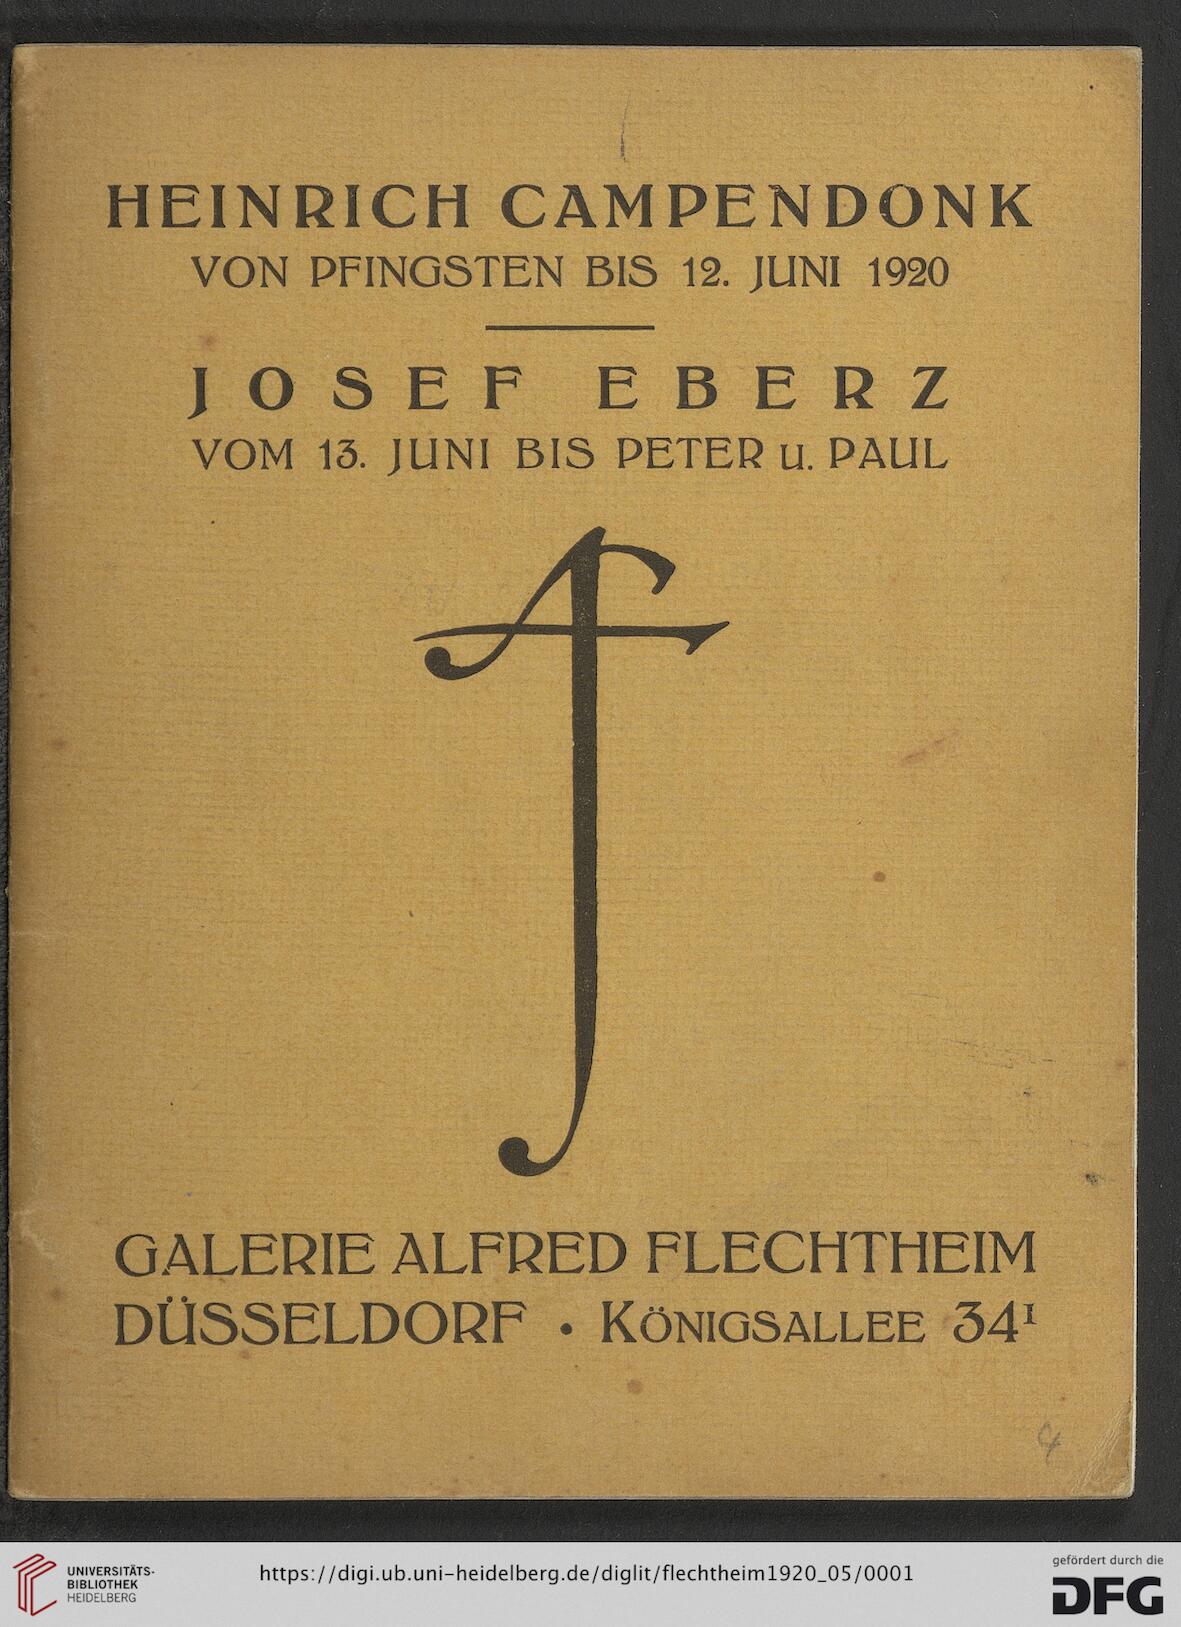 HEINRICH CAMPENDONK
VON PFINGSTEN BIS 12. JUNI 1920
JOSEF EBERZ
VOM 13. JUNI BIS PETER u. PAUL
AF
GALERIE ALFRED FLECHTHEIM
DÜSSELDORF • KÖNIGSALLEE 34ᴵ
UNIVERSITÄTS-
BIBLIOTHEK
HEIDELBERG
https://digi.ub.uni-heidelberg.de/diglit/flechtheim1920_05/0001
gefördert durch die
DFG